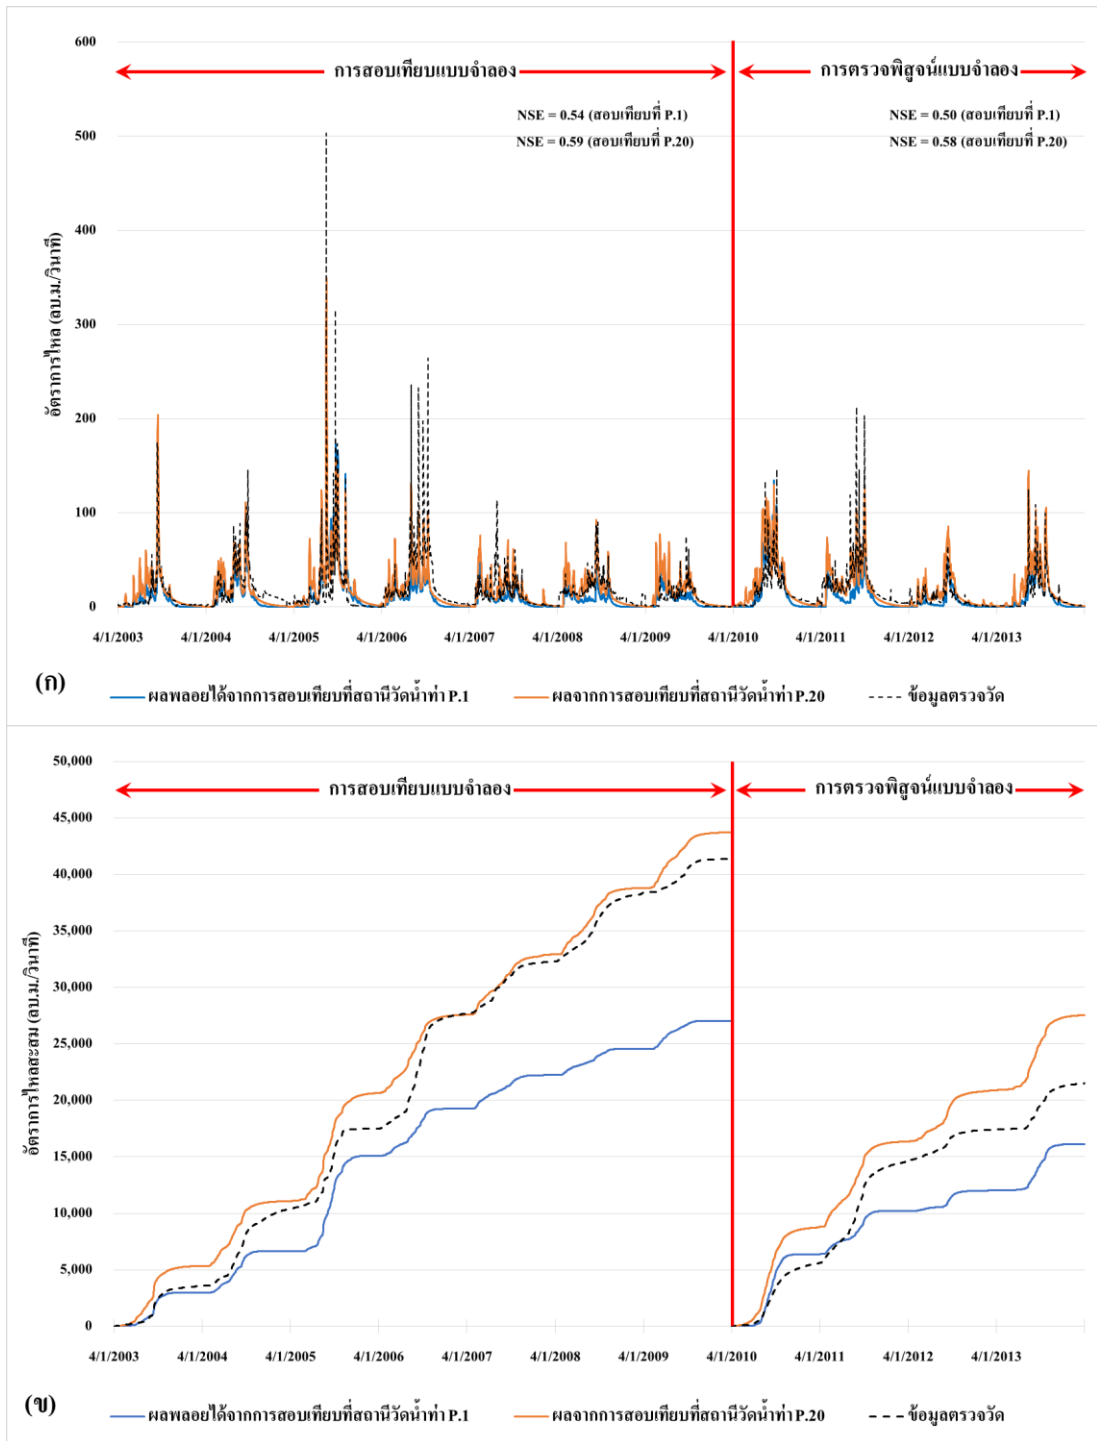 600
การสอบเทียบแบบจำลอง
การตรวจพิสูจน์แบบจำลอง
NSE = 0.54 (สอบเทียบที่ P.1)
NSE = 0.50 (สอบเทียบที่ P.1)
500
NSE = 0.59 (สอบเทียบที่ P.20)
NSE = 0.58 (สอบเทียบที่ P.20)
อัตราการไหล (ลบ.ม./วินาที)
400
300
200
100
0
4/1/2003 4/1/2004 4/1/2005 4/1/2006 4/1/2007 4/1/2008 4/1/2009 4/1/2010 4/1/2011 4/1/2012 4/1/2013
(ก)
ผลพลอยได้จากการสอบเทียบที่สถานีวัดน้ำท่า P.1 ผลจากการสอบเทียบที่สถานีวัดน้ำท่า P.20 ข้อมูลตรวจวัด
50,000
การสอบเทียบแบบจำลอง
การตรวจพิสูจน์แบบจำลอง
45,000
40,000
35,000
อัตราการไหลสะสม (ลบ.ม./วินาที)
30,000
25,000
20,000
15,000
10,000
5,000
0
4/1/2003 4/1/2004 4/1/2005 4/1/2006 4/1/2007 4/1/2008 4/1/2009 4/1/2010 4/1/2011 4/1/2012 4/1/2013
(ข)
ผลพลอยได้จากการสอบเทียบที่สถานีวัดน้ำท่า P.1 ผลจากการสอบเทียบที่สถานีวัดน้ำท่า P.20 ข้อมูลตรวจวัด